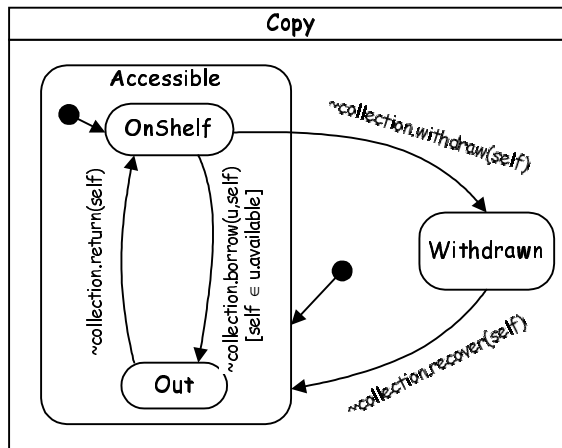 Copy
Accessible
OnShelf
~collection.withdraw(self)
~collection.return(self)
~collection.borrow(u,self)
[self ∈ u.available]
Withdrawn
Out
~collection.recover(self)